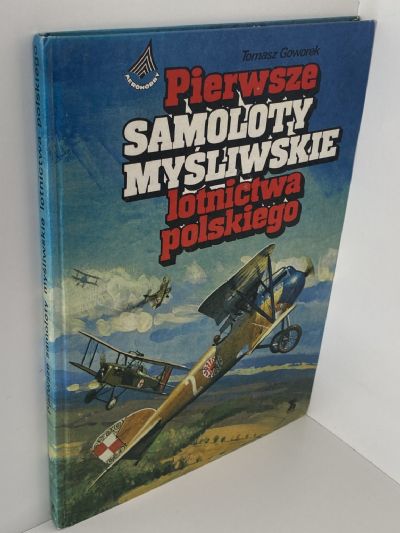 AEROHOBBY
Tomasz Goworek
Pierwsze
SAMOLOTY
MYŚLIWSKIE
lotnictwa
polskiego
pierwsze samoloty myśliwskie lotnictwa polskiego